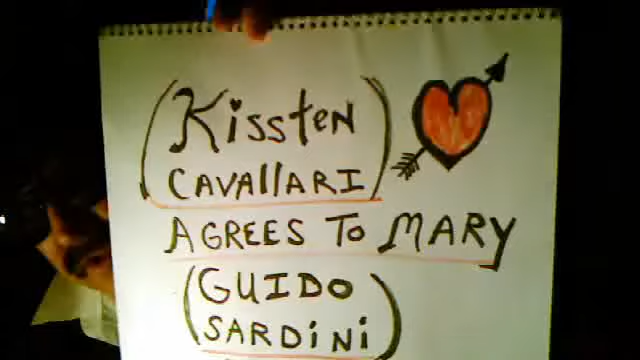 (Kissten
CAVAllARI)
AGREES TO MARY
(GUIDO
SARDiNi)